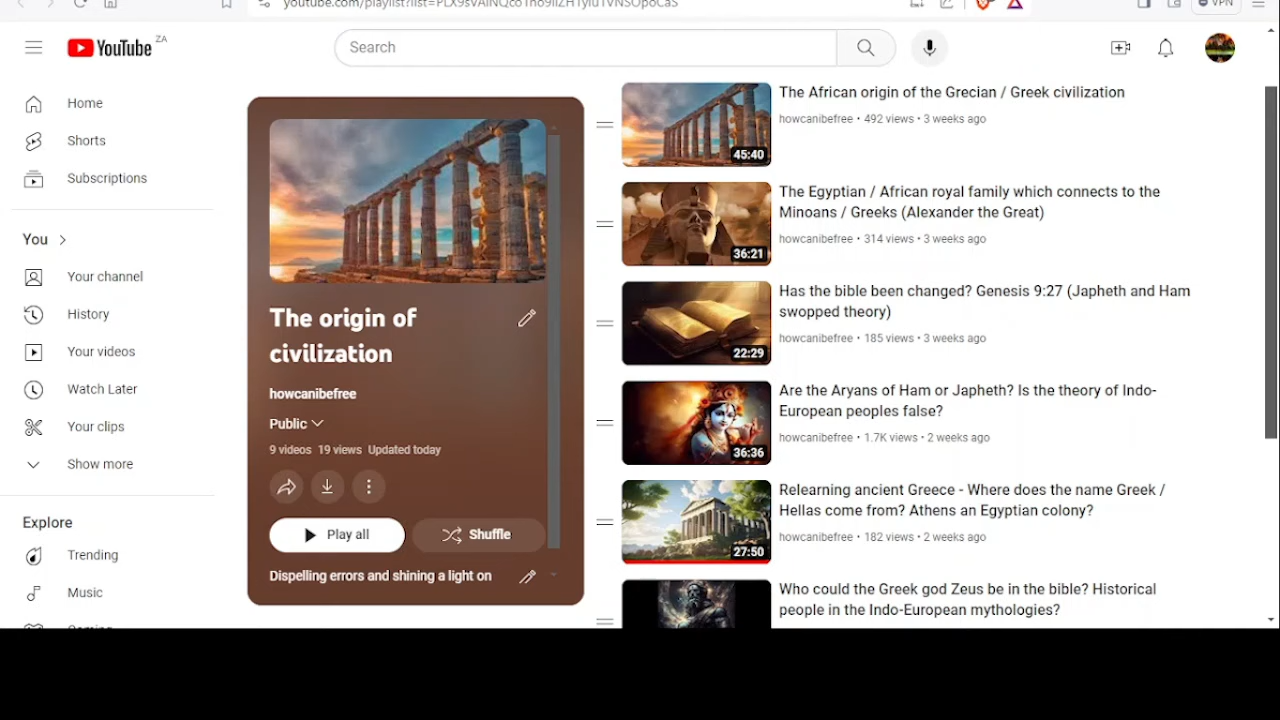 youtube.com/playlist?list=
VPN
YouTube ZA
Search
Home
Shorts
Subscriptions
You
Your channel
History
Your videos
Watch Later
Your clips
Show more
Explore
Trending
Music
Gaming
The origin of
civilization
howcanibefree
Public
9 videos 19 views Updated today
Play all
Shuffle
Dispelling errors and shining a light on
45:40
The African origin of the Grecian / Greek civilization
howcanibefree • 492 views • 3 weeks ago
36:21
The Egyptian / African royal family which connects to the
Minoans / Greeks (Alexander the Great)
howcanibefree • 314 views • 3 weeks ago
22:29
Has the bible been changed? Genesis 9:27 (Japheth and Ham
swopped theory)
howcanibefree • 185 views • 3 weeks ago
36:36
Are the Aryans of Ham or Japheth? Is the theory of Indo-
European peoples false?
howcanibefree • 1.7K views • 2 weeks ago
27:50
Relearning ancient Greece - Where does the name Greek /
Hellas come from? Athens an Egyptian colony?
howcanibefree • 182 views • 2 weeks ago
Who could the Greek god Zeus be in the bible? Historical
people in the Indo-European mythologies?